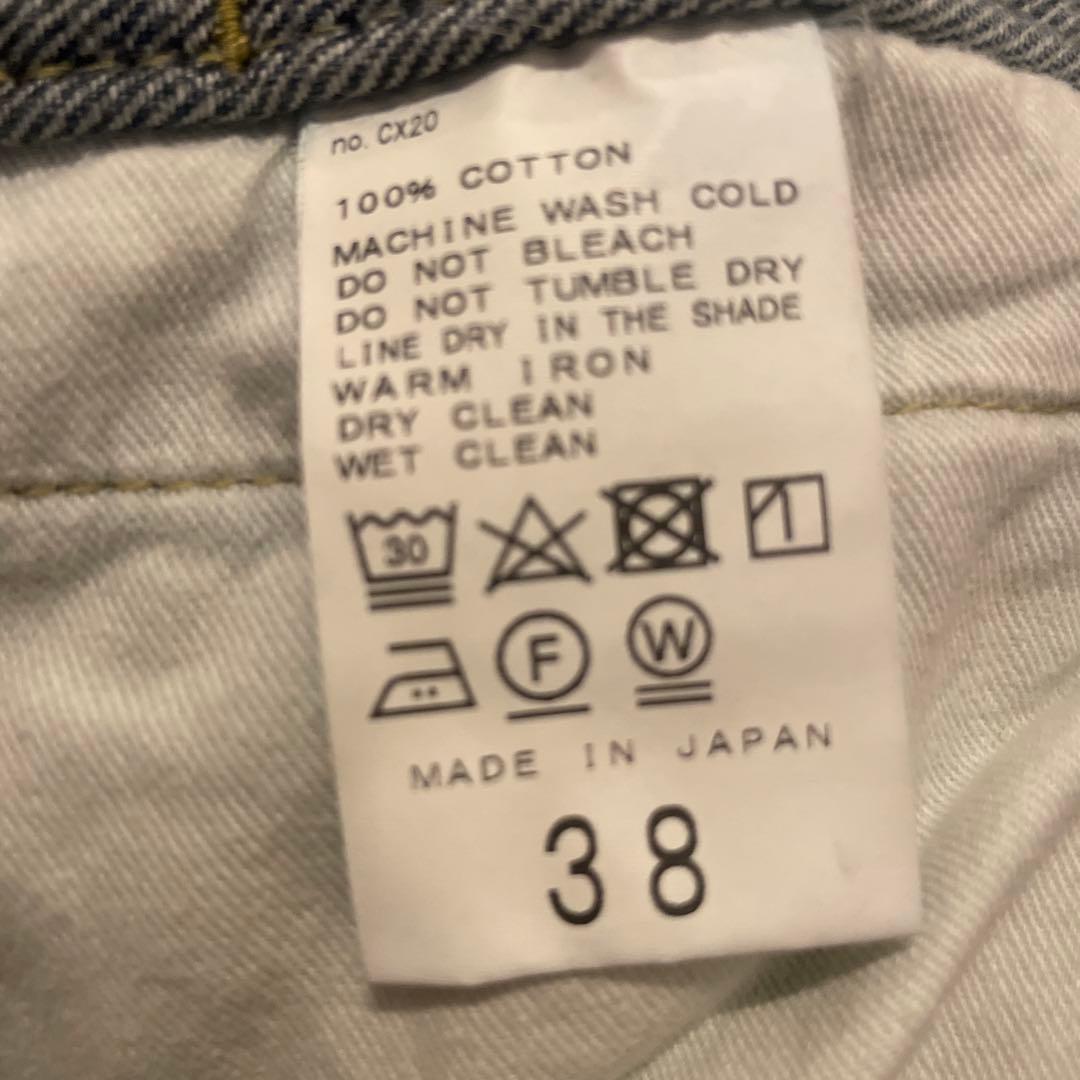 no. CX20
100% COTTON
MACHINE WASH COLD
DO NOT BLEACH
DO NOT TUMBLE DRY
LINE DRY IN THE SHADE
WARM IRON
DRY CLEAN
WET CLEAN
30
F W
MADE IN JAPAN
38